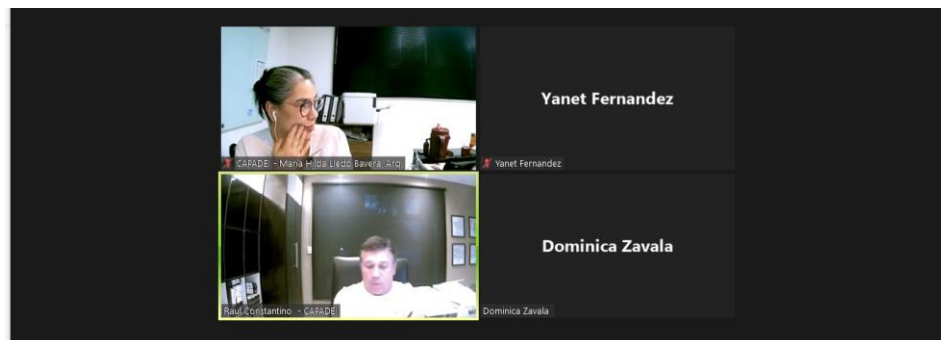 CAPADEI - Maria Hilda Lledo Bavera, Arq.
Yanet Fernandez
Yanet Fernandez
Raul Constantino - CAPADEI
Dominica Zavala
Dominica Zavala